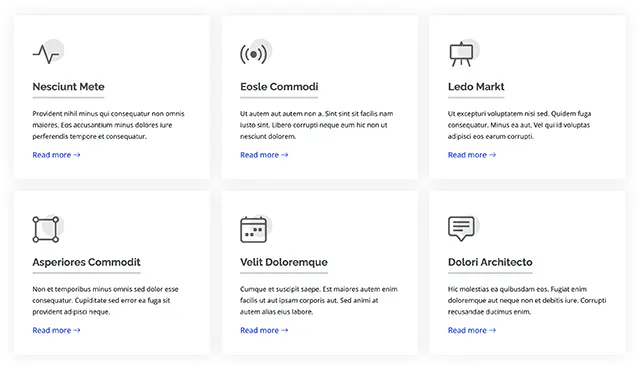 Nesciunt Mete
Provident nihil minus qui consequatur non omnis
maiores. Eos accusantium minus dolores iure
perferendis tempore et consequatur.
Read more →
Eosle Commodi
Ut autem aut autem non a. Sint sint sit facilis nam
iusto sint. Libero corrupti neque eum hic non ut
nesciunt dolorem.
Read more →
Ledo Markt
Ut excepturi voluptatem nisi sed. Quidem fuga
consequatur. Minus ea aut. Vel qui id voluptas
adipisci eos earum corrupti.
Read more →
Asperiores Commodit
Non et temporibus minus omnis sed dolor esse
consequatur. Cupiditate sed error ea fuga sit
provident adipisci neque.
Read more →
Velit Doloremque
Cumque et suscipit saepe. Est maiores autem enim
facilis ut aut ipsam corporis aut. Sed animi at
autem alias eius labore.
Read more →
Dolori Architecto
Hic molestias ea quibusdam eos. Fugiat enim
doloremque aut neque non et debitis iure. Corrupti
recusandae ducimus enim.
Read more →